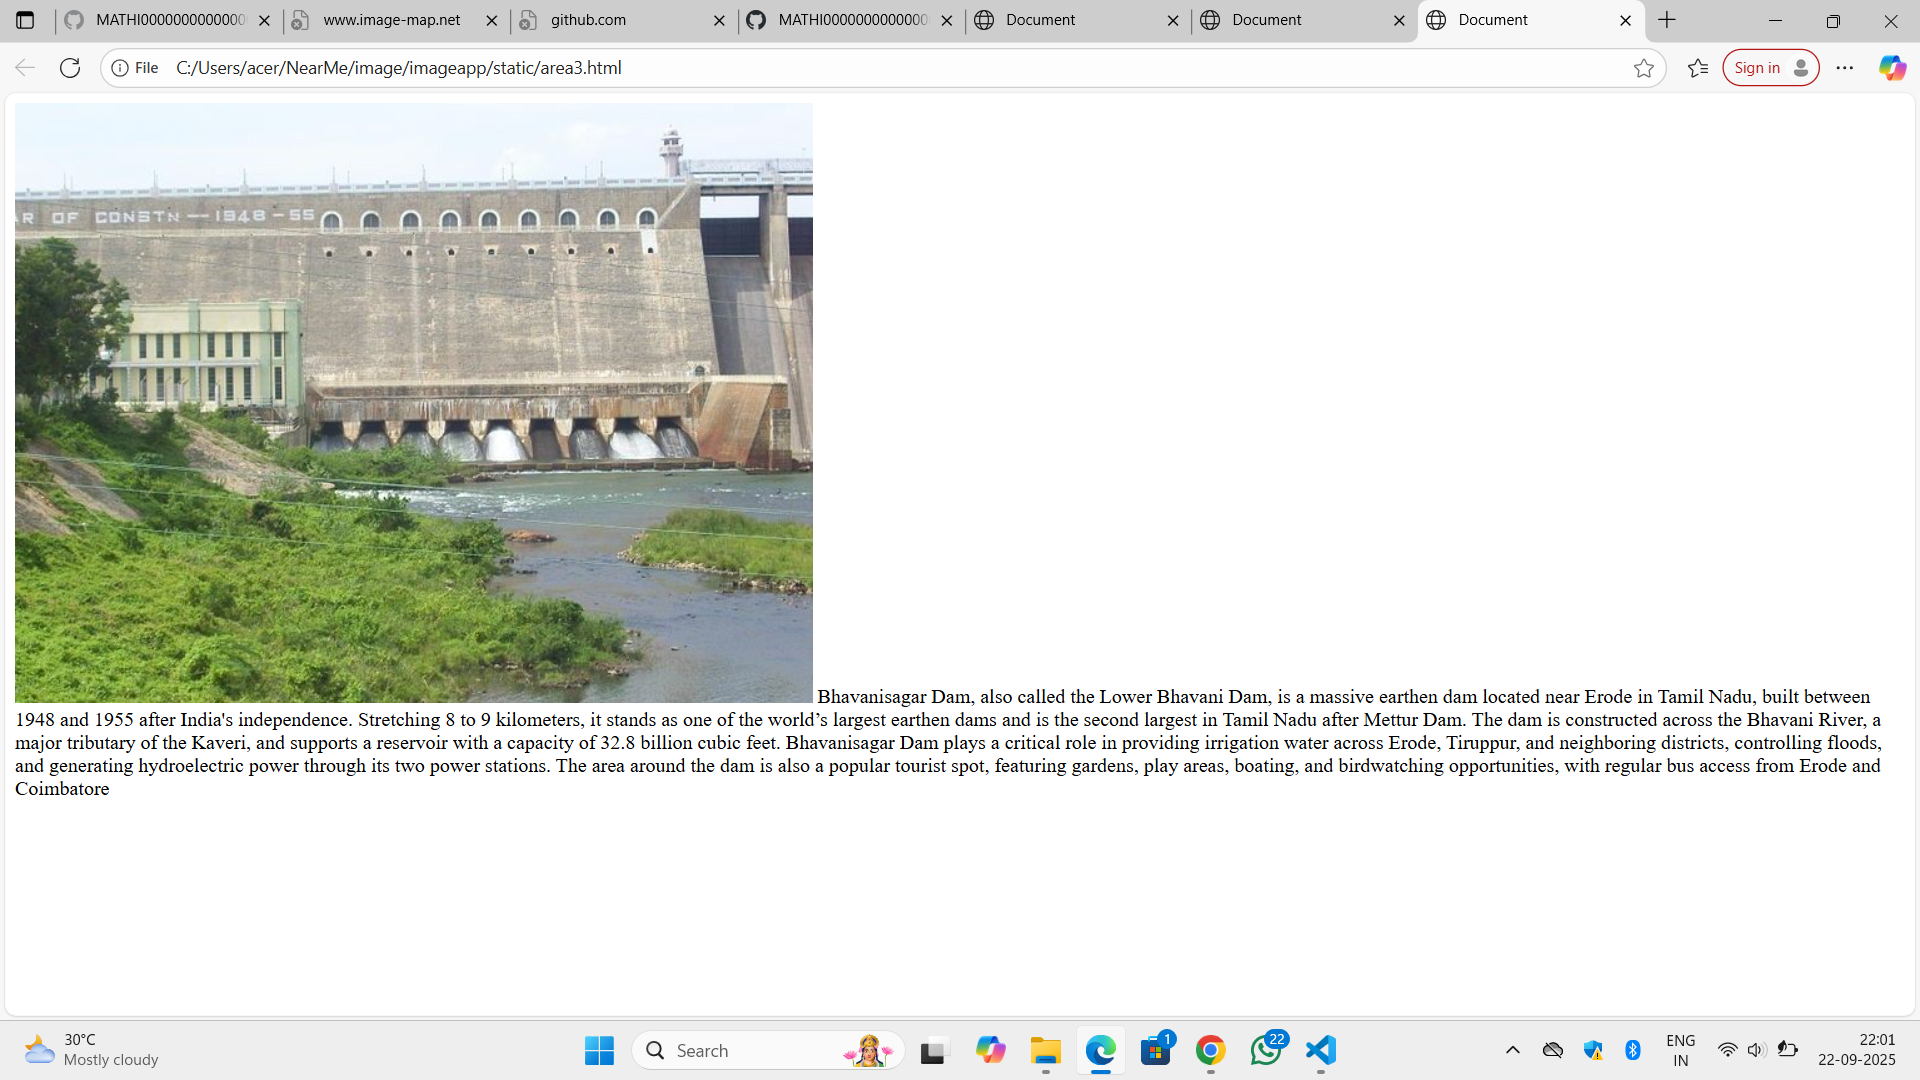 MATHI0000000000000
www.image-map.net
github.com
MATHI0000000000000
Document
Document
Document
File
C:/Users/acer/NearMe/image/imageapp/static/area3.html
Sign in
AR OF CONSTN — 1948 - 55
Bhavanisagar Dam, also called the Lower Bhavani Dam, is a massive earthen dam located near Erode in Tamil Nadu, built between
1948 and 1955 after India's independence. Stretching 8 to 9 kilometers, it stands as one of the world’s largest earthen dams and is the second largest in Tamil Nadu after Mettur Dam. The dam is constructed across the Bhavani River, a
major tributary of the Kaveri, and supports a reservoir with a capacity of 32.8 billion cubic feet. Bhavanisagar Dam plays a critical role in providing irrigation water across Erode, Tiruppur, and neighboring districts, controlling floods,
and generating hydroelectric power through its two power stations. The area around the dam is also a popular tourist spot, featuring gardens, play areas, boating, and birdwatching opportunities, with regular bus access from Erode and
Coimbatore
30°C
Mostly cloudy
Search
1
22
ENG
IN
22:01
22-09-2025